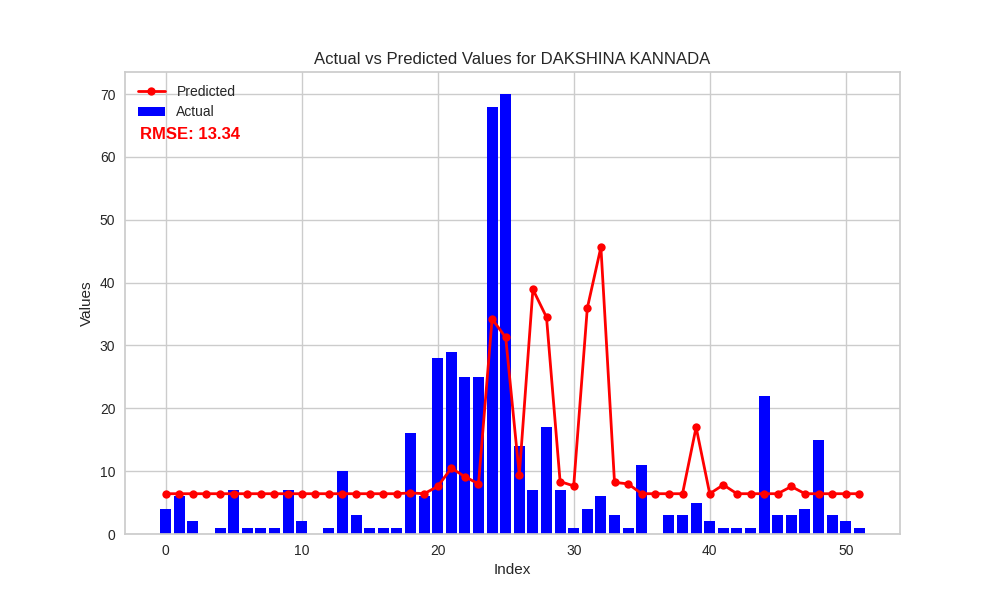 Actual vs Predicted Values for DAKSHINA KANNADA
Predicted
Actual
RMSE: 13.34
70
60
50
40
30
20
10
0
Values
0 10 20 30 40 50
Index